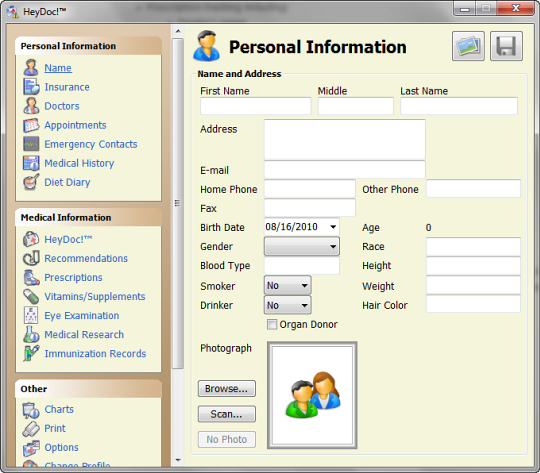 HeyDoc!™
Personal Information
Name
Insurance
Doctors
Appointments
Emergency Contacts
Medical History
Diet Diary
Medical Information
HeyDoc!™
Recommendations
Prescriptions
Vitamins/Supplements
Eye Examination
Medical Research
Immunization Records
Other
Charts
Print
Options
Change Profile
Personal Information
Name and Address
First Name Middle Last Name
Address
E-mail
Home Phone Other Phone
Fax
Birth Date 08/16/2010 Age 0
Gender Race
Blood Type Height
Smoker No Weight
Drinker No Hair Color
Organ Donor
Photograph
Browse...
Scan...
No Photo